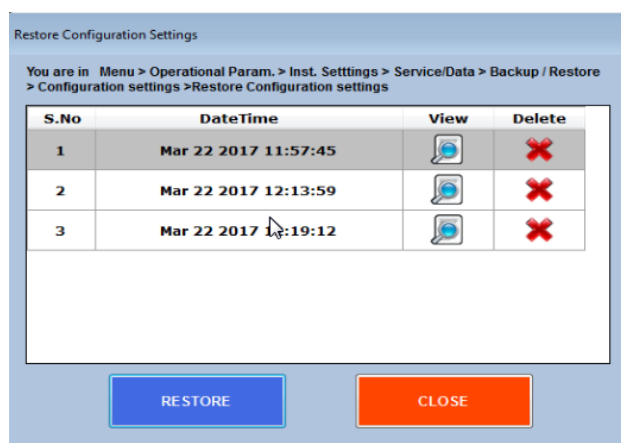 Restore Configuration Settings
You are in Menu > Operational Param. > Inst. Setttings > Service/Data > Backup / Restore
> Configuration settings >Restore Configuration settings
S.No DateTime View Delete
1 Mar 22 2017 11:57:45
2 Mar 22 2017 12:13:59
3 Mar 22 2017
RESTORE CLOSE